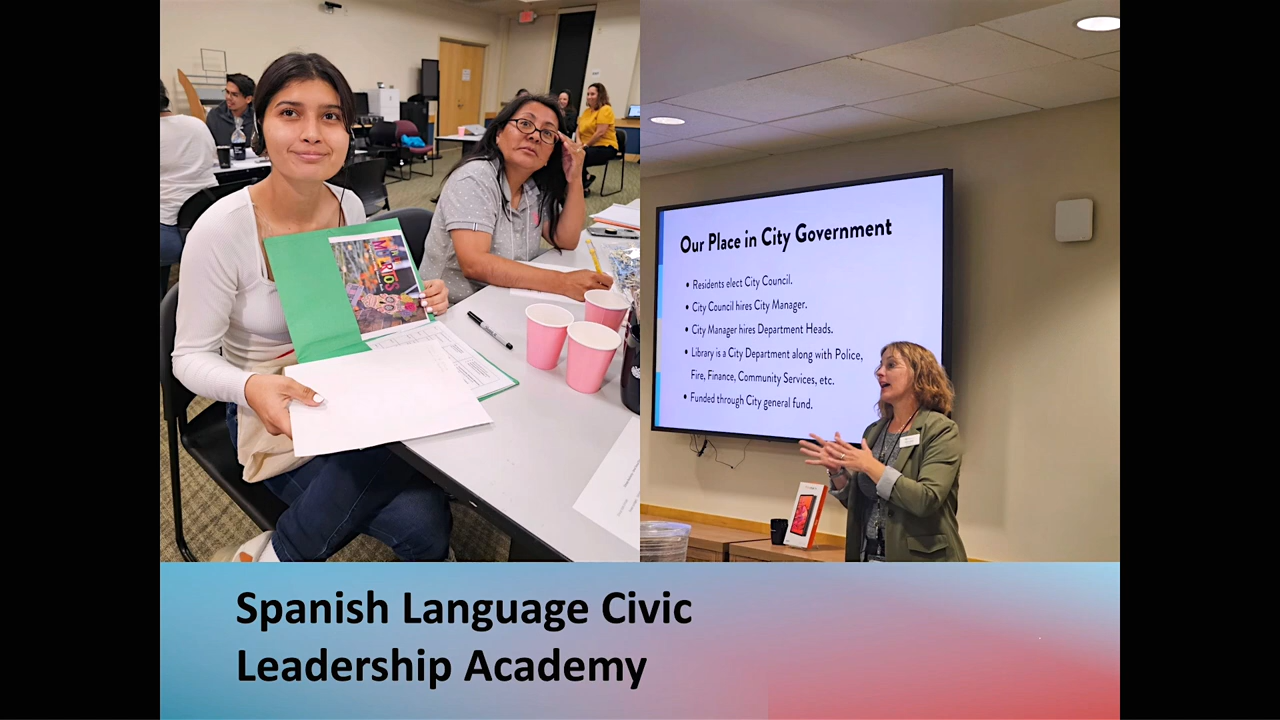 Our Place in City Government
• Residents elect City Council.
• City Council hires City Manager.
• City Manager hires Department Heads.
• Library is a City Department along with Police,
Fire, Finance, Community Services, etc.
• Funded through City general fund.
Spanish Language Civic
Leadership Academy